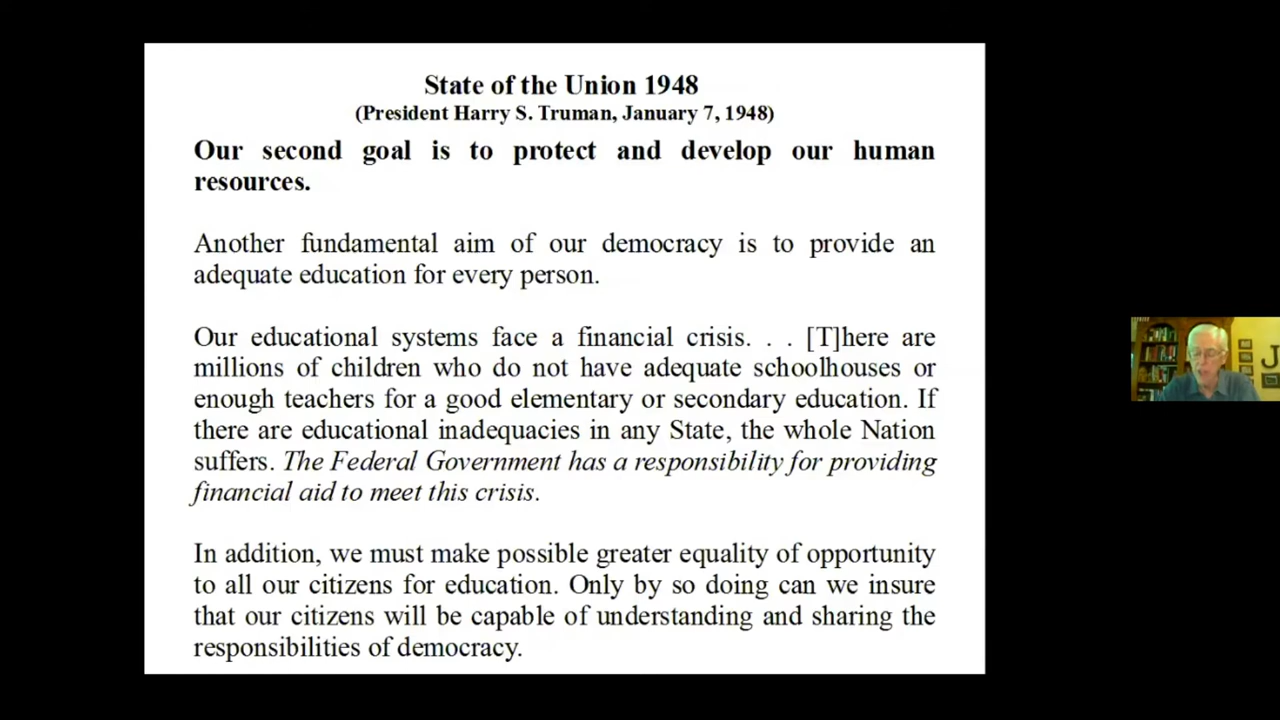 State of the Union 1948
(President Harry S. Truman, January 7, 1948)
Our second goal is to protect and develop our human
resources.
Another fundamental aim of our democracy is to provide an
adequate education for every person.
Our educational systems face a financial crisis. . . [T]here are
millions of children who do not have adequate schoolhouses or
enough teachers for a good elementary or secondary education. If
there are educational inadequacies in any State, the whole Nation
suffers. The Federal Government has a responsibility for providing
financial aid to meet this crisis.
In addition, we must make possible greater equality of opportunity
to all our citizens for education. Only by so doing can we insure
that our citizens will be capable of understanding and sharing the
responsibilities of democracy.
J